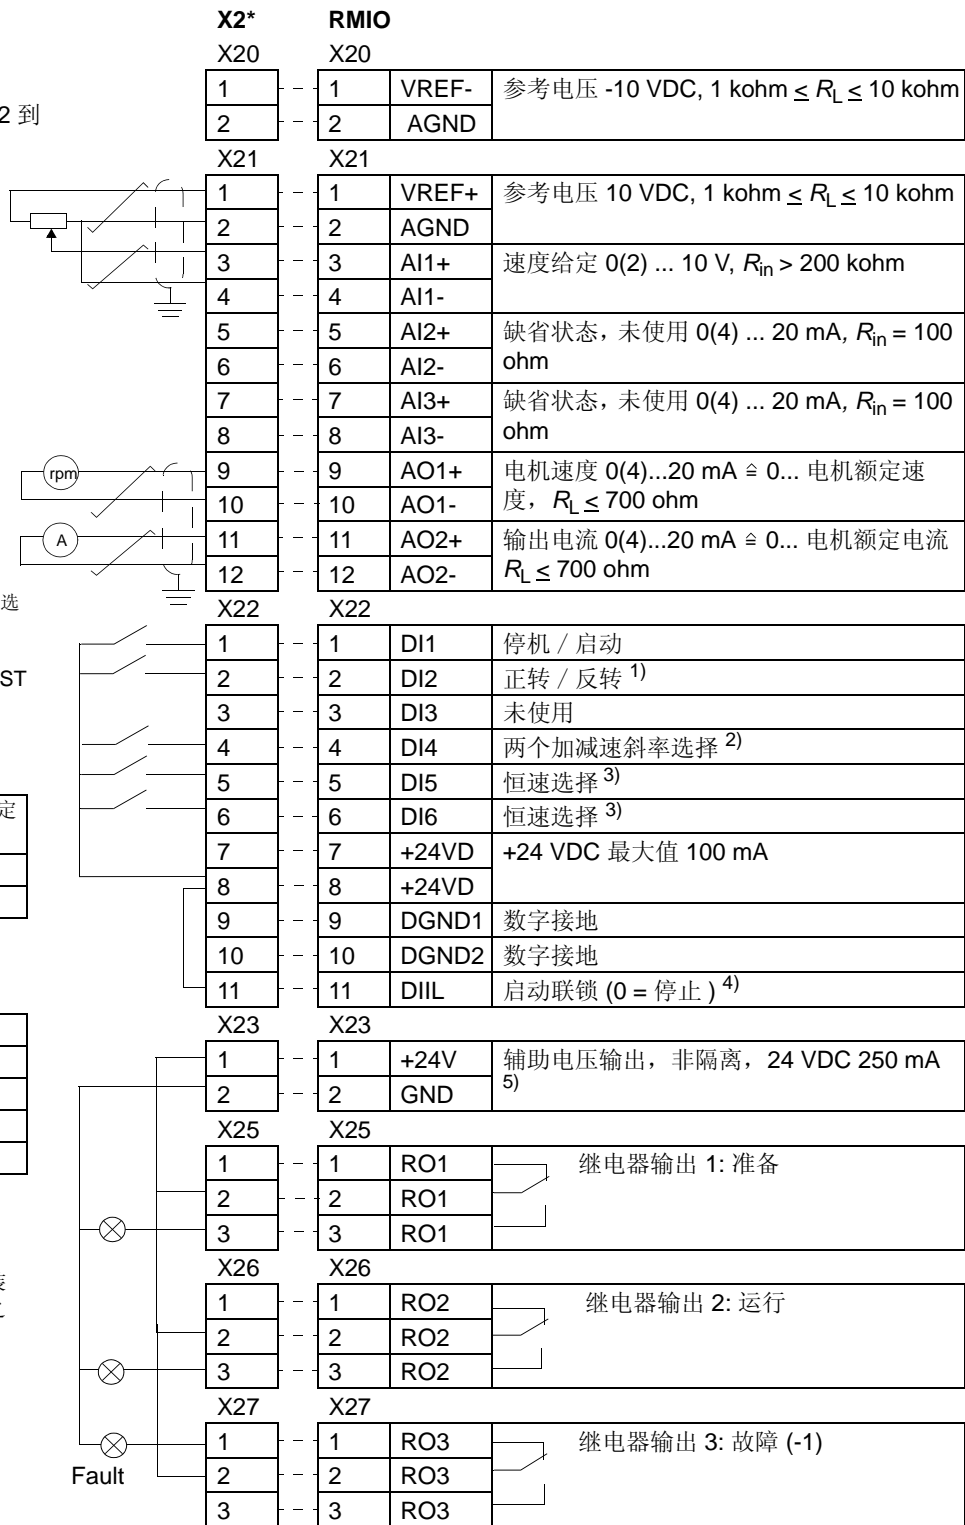 X2* RMIO
X20 X20
1 1 VREF- 参考电压 -10 VDC, 1 kohm ≤ RL ≤ 10 kohm
2 到
2 2 AGND
X21 X21
1 1 VREF+ 参考电压 10 VDC, 1 kohm ≤ RL ≤ 10 kohm
2 2 AGND
3 3 AI1+ 速度给定 0(2) ... 10 V, Rin > 200 kohm
4 4 AI1-
5 5 AI2+ 缺省状态，未使用 0(4) ... 20 mA, Rin = 100
6 6 AI2- ohm
7 7 AI3+ 缺省状态，未使用 0(4) ... 20 mA, Rin = 100
8 8 AI3- ohm
rpm 9 9 AO1+ 电机速度 0(4)...20 mA ≙ 0... 电机额定速
10 10 AO1- 度， RL ≤ 700 ohm
A 11 11 AO2+ 输出电流 0(4)...20 mA ≙ 0... 电机额定电流
12 12 AO2- RL ≤ 700 ohm
选
X22 X22
1 1 DI1 停机 / 启动
ST
2 2 DI2 正转 / 反转 1)
3 3 DI3 未使用
4 4 DI4 两个加减速斜率选择 2)
5 5 DI5 恒速选择 3)
定
6 6 DI6 恒速选择 3)
7 7 +24VD +24 VDC 最大值 100 mA
8 8 +24VD
9 9 DGND1 数字接地
10 10 DGND2 数字接地
11 11 DIIL 启动联锁 (0 = 停止 ) 4)
X23 X23
1 1 +24V 辅助电压输出，非隔离，24 VDC 250 mA
2 2 GND 5)
X25 X25
1 1 RO1 继电器输出 1: 准备
2 2 RO1
3 3 RO1
X26 X26
1 1 RO2 继电器输出 2: 运行
2 2 RO2
3 3 RO2
X27 X27
1 1 RO3 继电器输出 3: 故障 (-1)
Fault 2 2 RO3
3 3 RO3